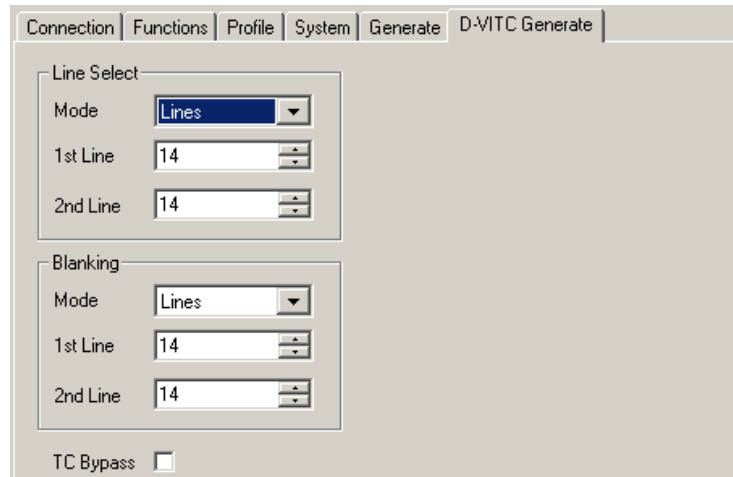 Connection Functions Profile System Generate D-VITC Generate
Line Select
Mode Lines
1st Line 14
2nd Line 14
Blanking
Mode Lines
1st Line 14
2nd Line 14
TC Bypass